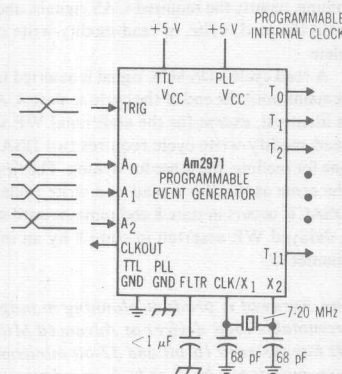 PROGRAMMABLE
INTERNAL CLOCK
+5 V +5 V
TTL PLL
VCC VCC
T0
TRIG
T1
T2
A0
Am2971
PROGRAMMABLE
EVENT GENERATOR
A1
A2
CLKOUT
T11
TTL PLL
GND GND FLTR CLK/X1 X2
7-20 MHz
<1 μF
68 pF 68 pF